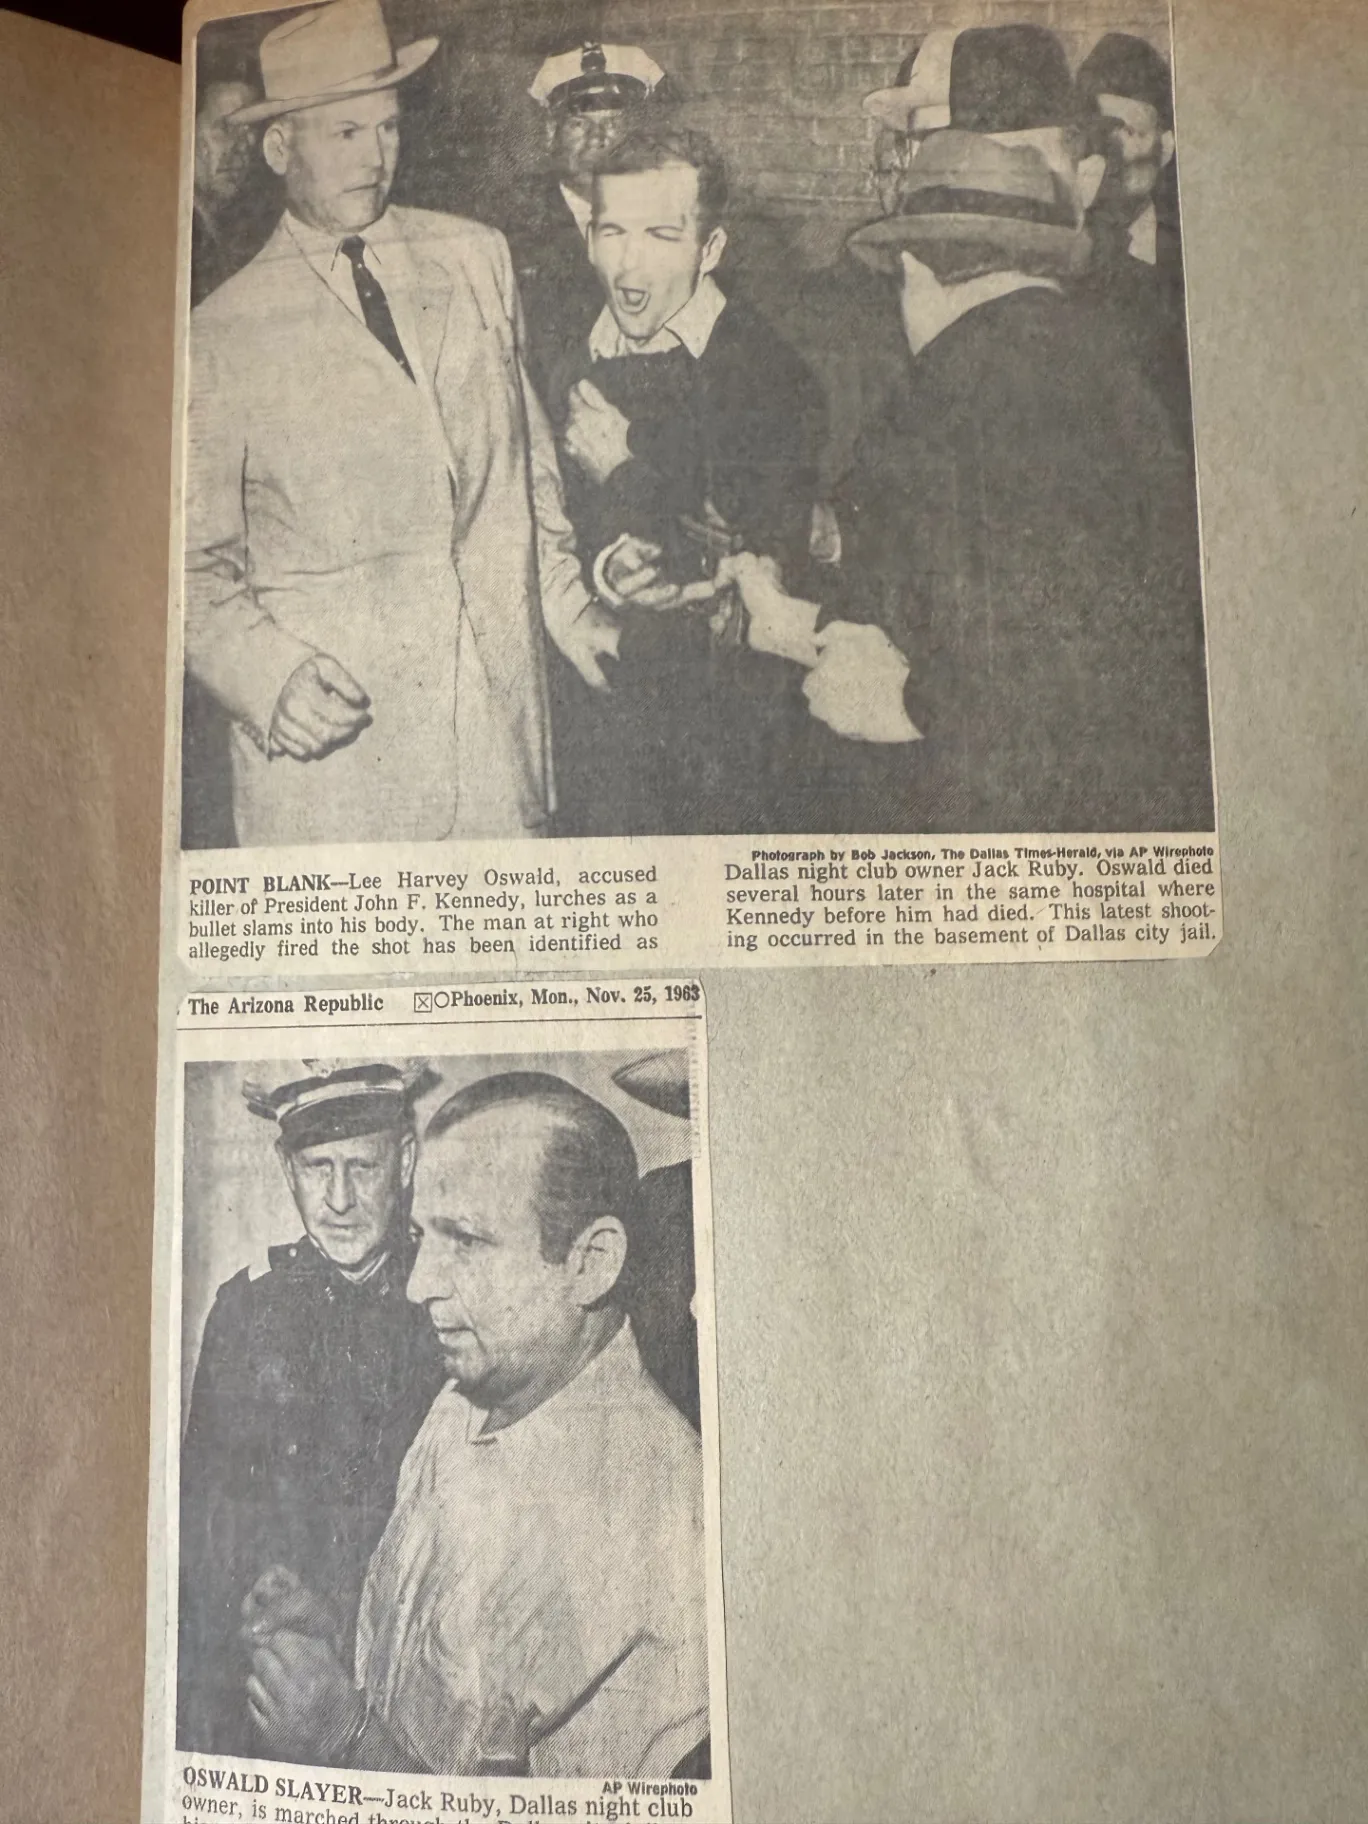 Photograph by Bob Jackson, The Dallas Times-Herald, via AP Wirephoto
POINT BLANK—Lee Harvey Oswald, accused
killer of President John F. Kennedy, lurches as a
bullet slams into his body. The man at right who
allegedly fired the shot has been identified as
Dallas night club owner Jack Ruby. Oswald died
several hours later in the same hospital where
Kennedy before him had died. This latest shoot-
ing occurred in the basement of Dallas city jail.
The Arizona Republic Phoenix, Mon., Nov. 25, 1963
AP Wirephoto
OSWALD SLAYER—Jack Ruby, Dallas night club
owner, is marched through the